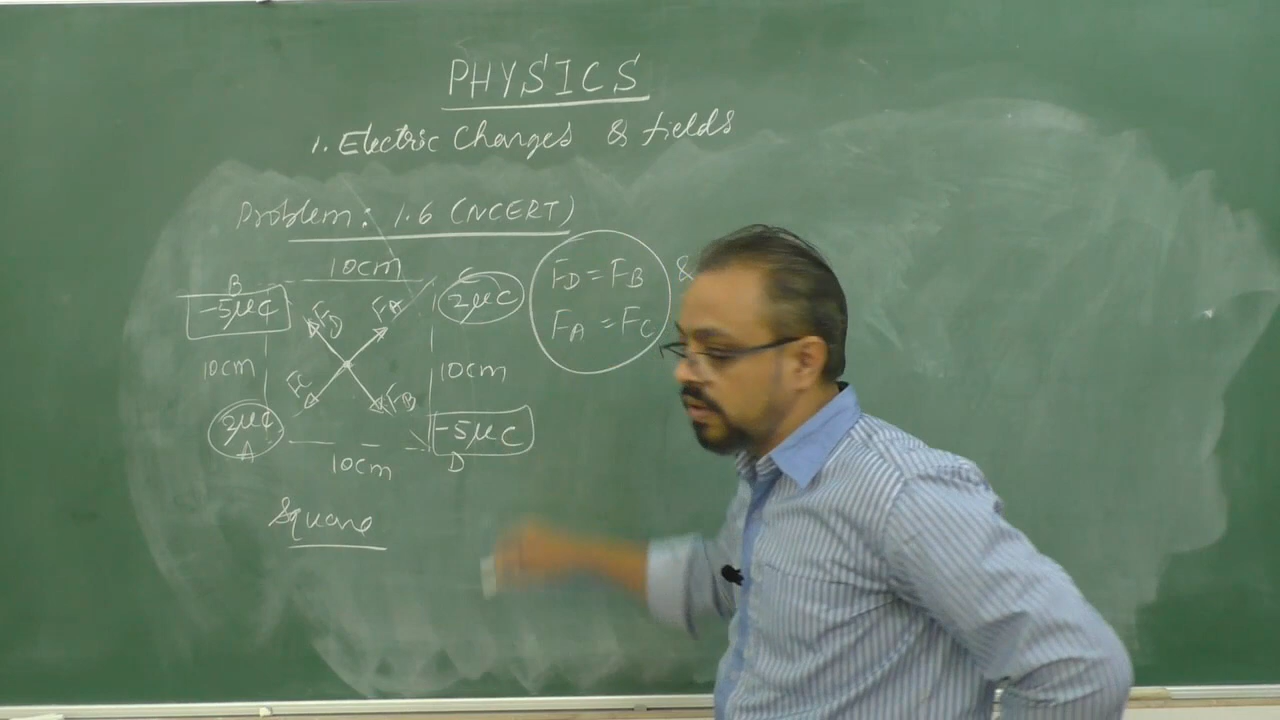 PHYSICS
1. Electric Changes & fields
Problem: 1.6 (NCERT)
10cm
B
C
-5μC
2μC
FD
FA
FD = FB &
FA = FC
10cm
10cm
FC
FB
2μC
-5μC
A
10cm
D
Square